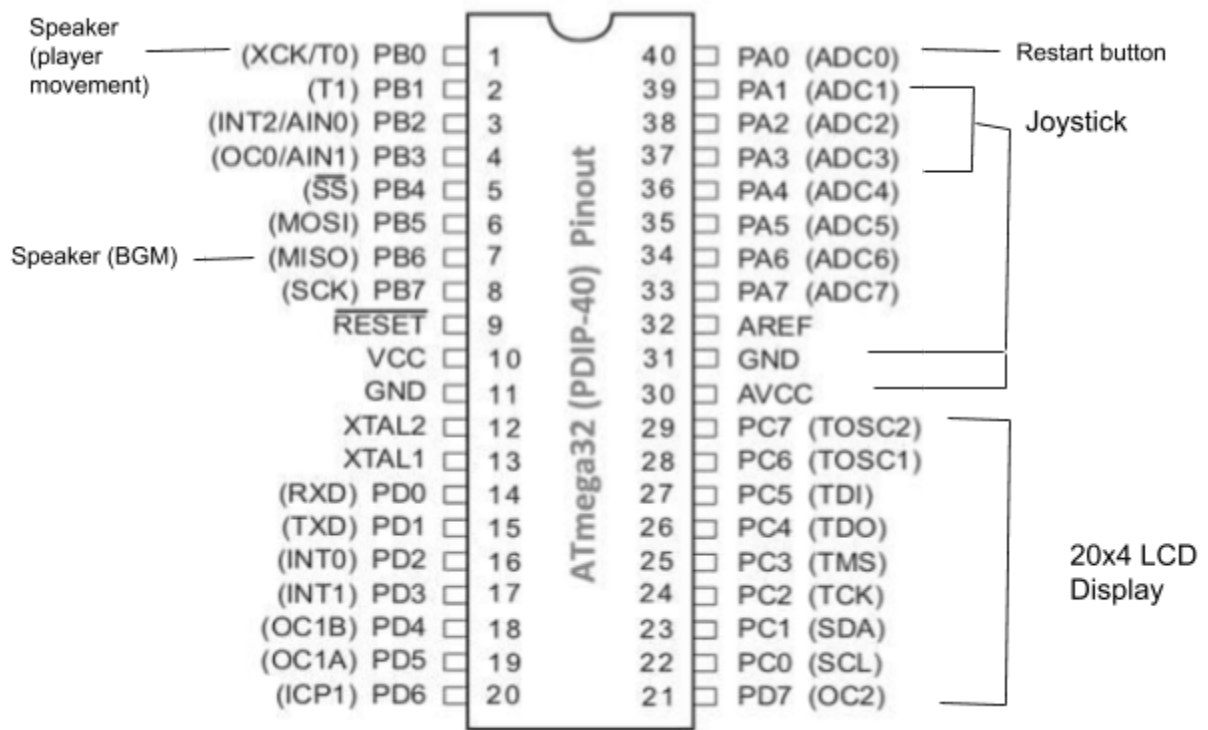 Speaker
(player
movement)
(XCK/T0) PB0 1
(T1) PB1 2
(INT2/AIN0) PB2 3
(OC0/AIN1) PB3 4
(SS) PB4 5
(MOSI) PB5 6
Speaker (BGM) (MISO) PB6 7
(SCK) PB7 8
RESET 9
VCC 10
GND 11
XTAL2 12
XTAL1 13
(RXD) PD0 14
(TXD) PD1 15
(INT0) PD2 16
(INT1) PD3 17
(OC1B) PD4 18
(OC1A) PD5 19
(ICP1) PD6 20
ATmega32 (PDIP-40) Pinout
40 PA0 (ADC0) Restart button
39 PA1 (ADC1)
38 PA2 (ADC2) Joystick
37 PA3 (ADC3)
36 PA4 (ADC4)
35 PA5 (ADC5)
34 PA6 (ADC6)
33 PA7 (ADC7)
32 AREF
31 GND
30 AVCC
29 PC7 (TOSC2)
28 PC6 (TOSC1)
27 PC5 (TDI)
26 PC4 (TDO)
25 PC3 (TMS)
24 PC2 (TCK)
23 PC1 (SDA)
22 PC0 (SCL)
21 PD7 (OC2)
20x4 LCD
Display